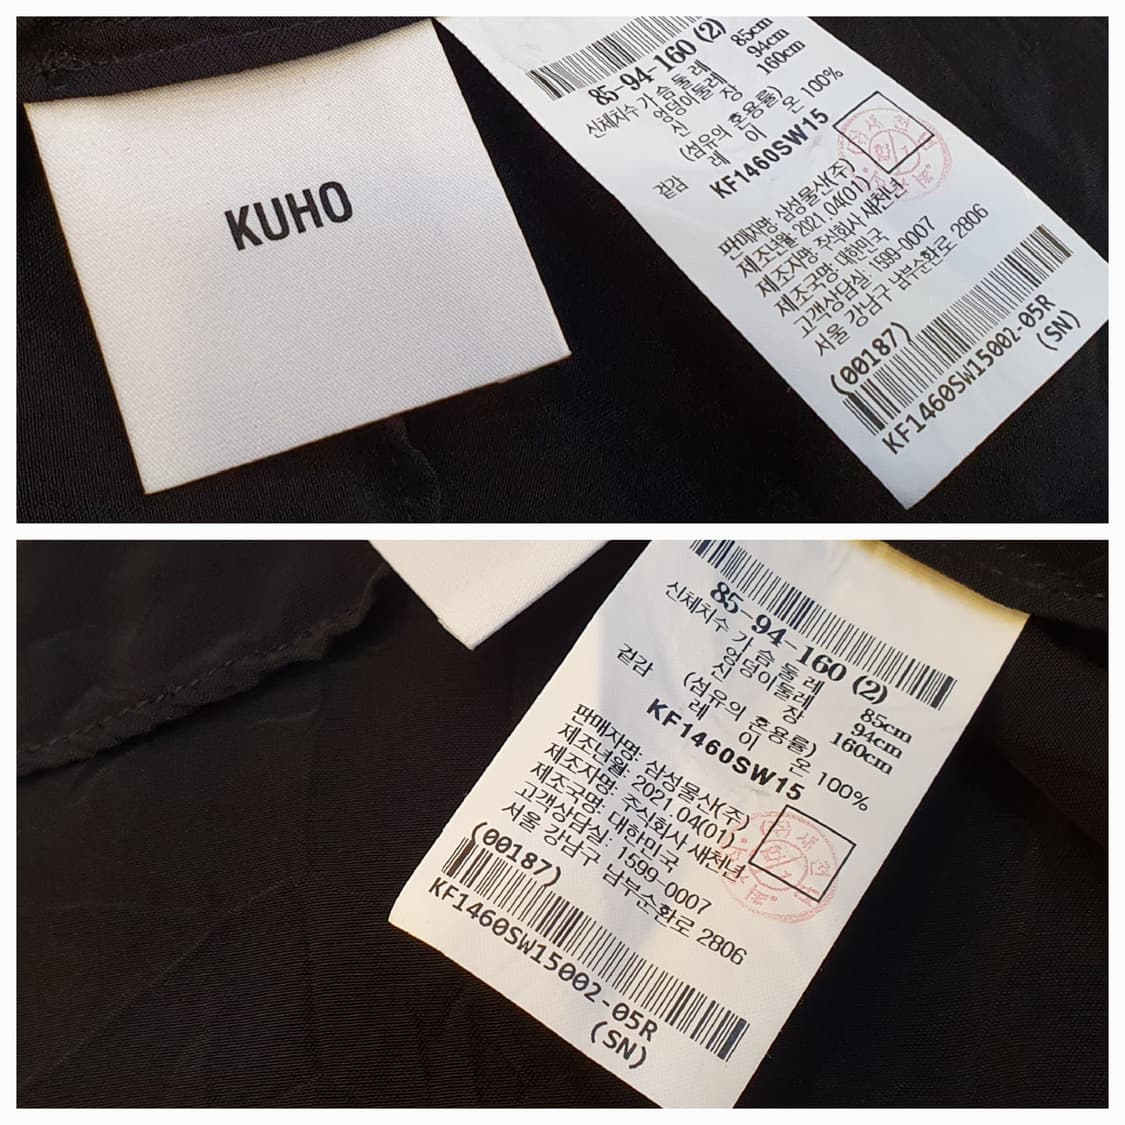 KUHO
85-94-160 (2)
신체치수 가슴둘레 85cm
엉덩이둘레 94cm
신 장 160cm
(섬유의 혼용률)
겉감 레 이 온 100%
KF1460SW15
판매자명: 삼성물산(주)
제조년월: 2021.04(01)
제조자명: 주식회사 새천년
제조국명: 대한민국
고객상담실: 1599-0007
서울 강남구 남부순환로 2806
(00187)
KF1460SW15002-05R
(SN)
85-94-160 (2)
신체치수 가슴둘레 85cm
엉덩이둘레 94cm
신 장 160cm
(섬유의 혼용률)
겉감 레 이 온 100%
KF1460SW15
판매자명: 삼성물산(주)
제조년월: 2021.04(01)
제조자명: 주식회사 새천년
제조국명: 대한민국
고객상담실: 1599-0007
서울 강남구 남부순환로 2806
(00187)
KF1460SW15002-05R
(SN)